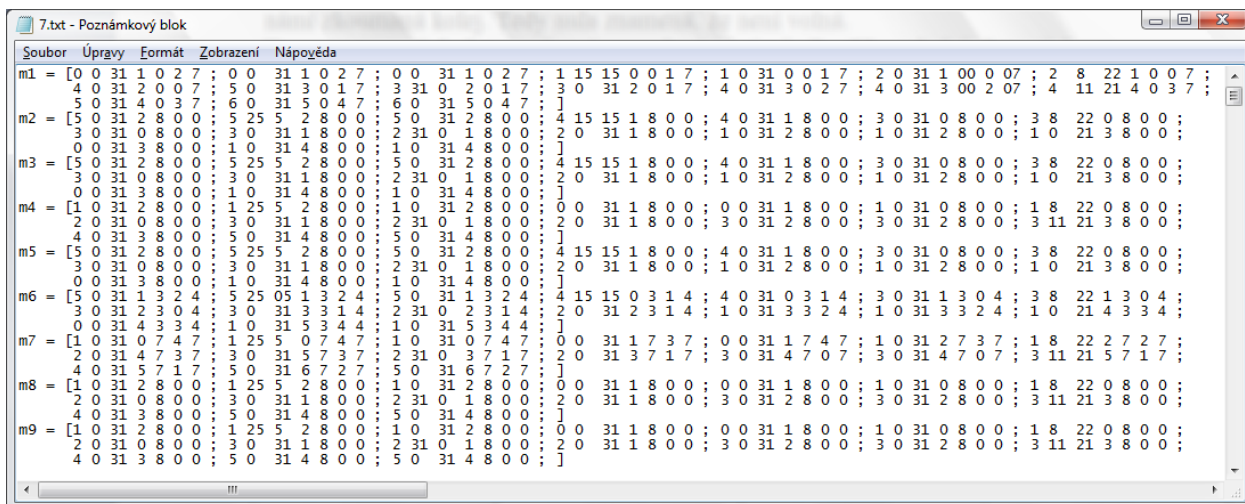 7.txt - Poznámkový blok
Soubor Úpravy Formát Zobrazení Nápověda
m1 = [0 0 31 1 0 2 7 ; 0 0 31 1 0 2 7 ; 0 0 31 1 0 2 7 ; 1 15 15 0 0 1 7 ; 1 0 31 0 0 1 7 ; 2 0 31 1 00 0 07 ; 2 8 22 1 0 0 7 ;
4 0 31 2 0 0 7 ; 5 0 31 3 0 1 7 ; 3 31 0 2 0 1 7 ; 3 0 31 2 0 1 7 ; 4 0 31 3 0 2 7 ; 4 0 31 3 00 2 07 ; 4 11 21 4 0 3 7 ;
5 0 31 4 0 3 7 ; 6 0 31 5 0 4 7 ; 6 0 31 5 0 4 7 ; ]
m2 = [5 0 31 2 8 0 0 ; 5 25 5 2 8 0 0 ; 5 0 31 2 8 0 0 ; 4 15 15 1 8 0 0 ; 4 0 31 1 8 0 0 ; 3 0 31 0 8 0 0 ; 3 8 22 0 8 0 0 ;
3 0 31 0 8 0 0 ; 3 0 31 1 8 0 0 ; 2 31 0 1 8 0 0 ; 2 0 31 1 8 0 0 ; 1 0 31 2 8 0 0 ; 1 0 31 2 8 0 0 ; 1 0 21 3 8 0 0 ;
0 0 31 3 8 0 0 ; 1 0 31 4 8 0 0 ; 1 0 31 4 8 0 0 ; ]
m3 = [5 0 31 2 8 0 0 ; 5 25 5 2 8 0 0 ; 5 0 31 2 8 0 0 ; 4 15 15 1 8 0 0 ; 4 0 31 1 8 0 0 ; 3 0 31 0 8 0 0 ; 3 8 22 0 8 0 0 ;
3 0 31 0 8 0 0 ; 3 0 31 1 8 0 0 ; 2 31 0 1 8 0 0 ; 2 0 31 1 8 0 0 ; 1 0 31 2 8 0 0 ; 1 0 31 2 8 0 0 ; 1 0 21 3 8 0 0 ;
0 0 31 3 8 0 0 ; 1 0 31 4 8 0 0 ; 1 0 31 4 8 0 0 ; ]
m4 = [1 0 31 2 8 0 0 ; 1 25 5 2 8 0 0 ; 1 0 31 2 8 0 0 ; 0 0 31 1 8 0 0 ; 0 0 31 1 8 0 0 ; 1 0 31 0 8 0 0 ; 1 8 22 0 8 0 0 ;
2 0 31 0 8 0 0 ; 3 0 31 1 8 0 0 ; 2 31 0 1 8 0 0 ; 2 0 31 1 8 0 0 ; 3 0 31 2 8 0 0 ; 3 0 31 2 8 0 0 ; 3 11 21 3 8 0 0 ;
4 0 31 3 8 0 0 ; 5 0 31 4 8 0 0 ; 5 0 31 4 8 0 0 ; ]
m5 = [5 0 31 2 8 0 0 ; 5 25 5 2 8 0 0 ; 5 0 31 2 8 0 0 ; 4 15 15 1 8 0 0 ; 4 0 31 1 8 0 0 ; 3 0 31 0 8 0 0 ; 3 8 22 0 8 0 0 ;
3 0 31 0 8 0 0 ; 3 0 31 1 8 0 0 ; 2 31 0 1 8 0 0 ; 2 0 31 1 8 0 0 ; 1 0 31 2 8 0 0 ; 1 0 31 2 8 0 0 ; 1 0 21 3 8 0 0 ;
0 0 31 3 8 0 0 ; 1 0 31 4 8 0 0 ; 1 0 31 4 8 0 0 ; ]
m6 = [5 0 31 1 3 2 4 ; 5 25 05 1 3 2 4 ; 5 0 31 1 3 2 4 ; 4 15 15 0 3 1 4 ; 4 0 31 0 3 1 4 ; 3 0 31 1 3 0 4 ; 3 8 22 1 3 0 4 ;
3 0 31 2 3 0 4 ; 3 0 31 3 3 1 4 ; 2 31 0 2 3 1 4 ; 2 0 31 2 3 1 4 ; 1 0 31 3 3 2 4 ; 1 0 31 3 3 2 4 ; 1 0 21 4 3 3 4 ;
0 0 31 4 3 3 4 ; 1 0 31 5 3 4 4 ; 1 0 31 5 3 4 4 ; ]
m7 = [1 0 31 0 7 4 7 ; 1 25 5 0 7 4 7 ; 1 0 31 0 7 4 7 ; 0 0 31 1 7 3 7 ; 0 0 31 1 7 4 7 ; 1 0 31 2 7 3 7 ; 1 8 22 2 7 2 7 ;
2 0 31 4 7 3 7 ; 3 0 31 5 7 3 7 ; 2 31 0 3 7 1 7 ; 2 0 31 3 7 1 7 ; 3 0 31 4 7 0 7 ; 3 0 31 4 7 0 7 ; 3 11 21 5 7 1 7 ;
4 0 31 5 7 1 7 ; 5 0 31 6 7 2 7 ; 5 0 31 6 7 2 7 ; ]
m8 = [1 0 31 2 8 0 0 ; 1 25 5 2 8 0 0 ; 1 0 31 2 8 0 0 ; 0 0 31 1 8 0 0 ; 0 0 31 1 8 0 0 ; 1 0 31 0 8 0 0 ; 1 8 22 0 8 0 0 ;
2 0 31 0 8 0 0 ; 3 0 31 1 8 0 0 ; 2 31 0 1 8 0 0 ; 2 0 31 1 8 0 0 ; 3 0 31 2 8 0 0 ; 3 0 31 2 8 0 0 ; 3 11 21 3 8 0 0 ;
4 0 31 3 8 0 0 ; 5 0 31 4 8 0 0 ; 5 0 31 4 8 0 0 ; ]
m9 = [1 0 31 2 8 0 0 ; 1 25 5 2 8 0 0 ; 1 0 31 2 8 0 0 ; 0 0 31 1 8 0 0 ; 0 0 31 1 8 0 0 ; 1 0 31 0 8 0 0 ; 1 8 22 0 8 0 0 ;
2 0 31 0 8 0 0 ; 3 0 31 1 8 0 0 ; 2 31 0 1 8 0 0 ; 2 0 31 1 8 0 0 ; 3 0 31 2 8 0 0 ; 3 0 31 2 8 0 0 ; 3 11 21 3 8 0 0 ;
4 0 31 3 8 0 0 ; 5 0 31 4 8 0 0 ; 5 0 31 4 8 0 0 ; ]